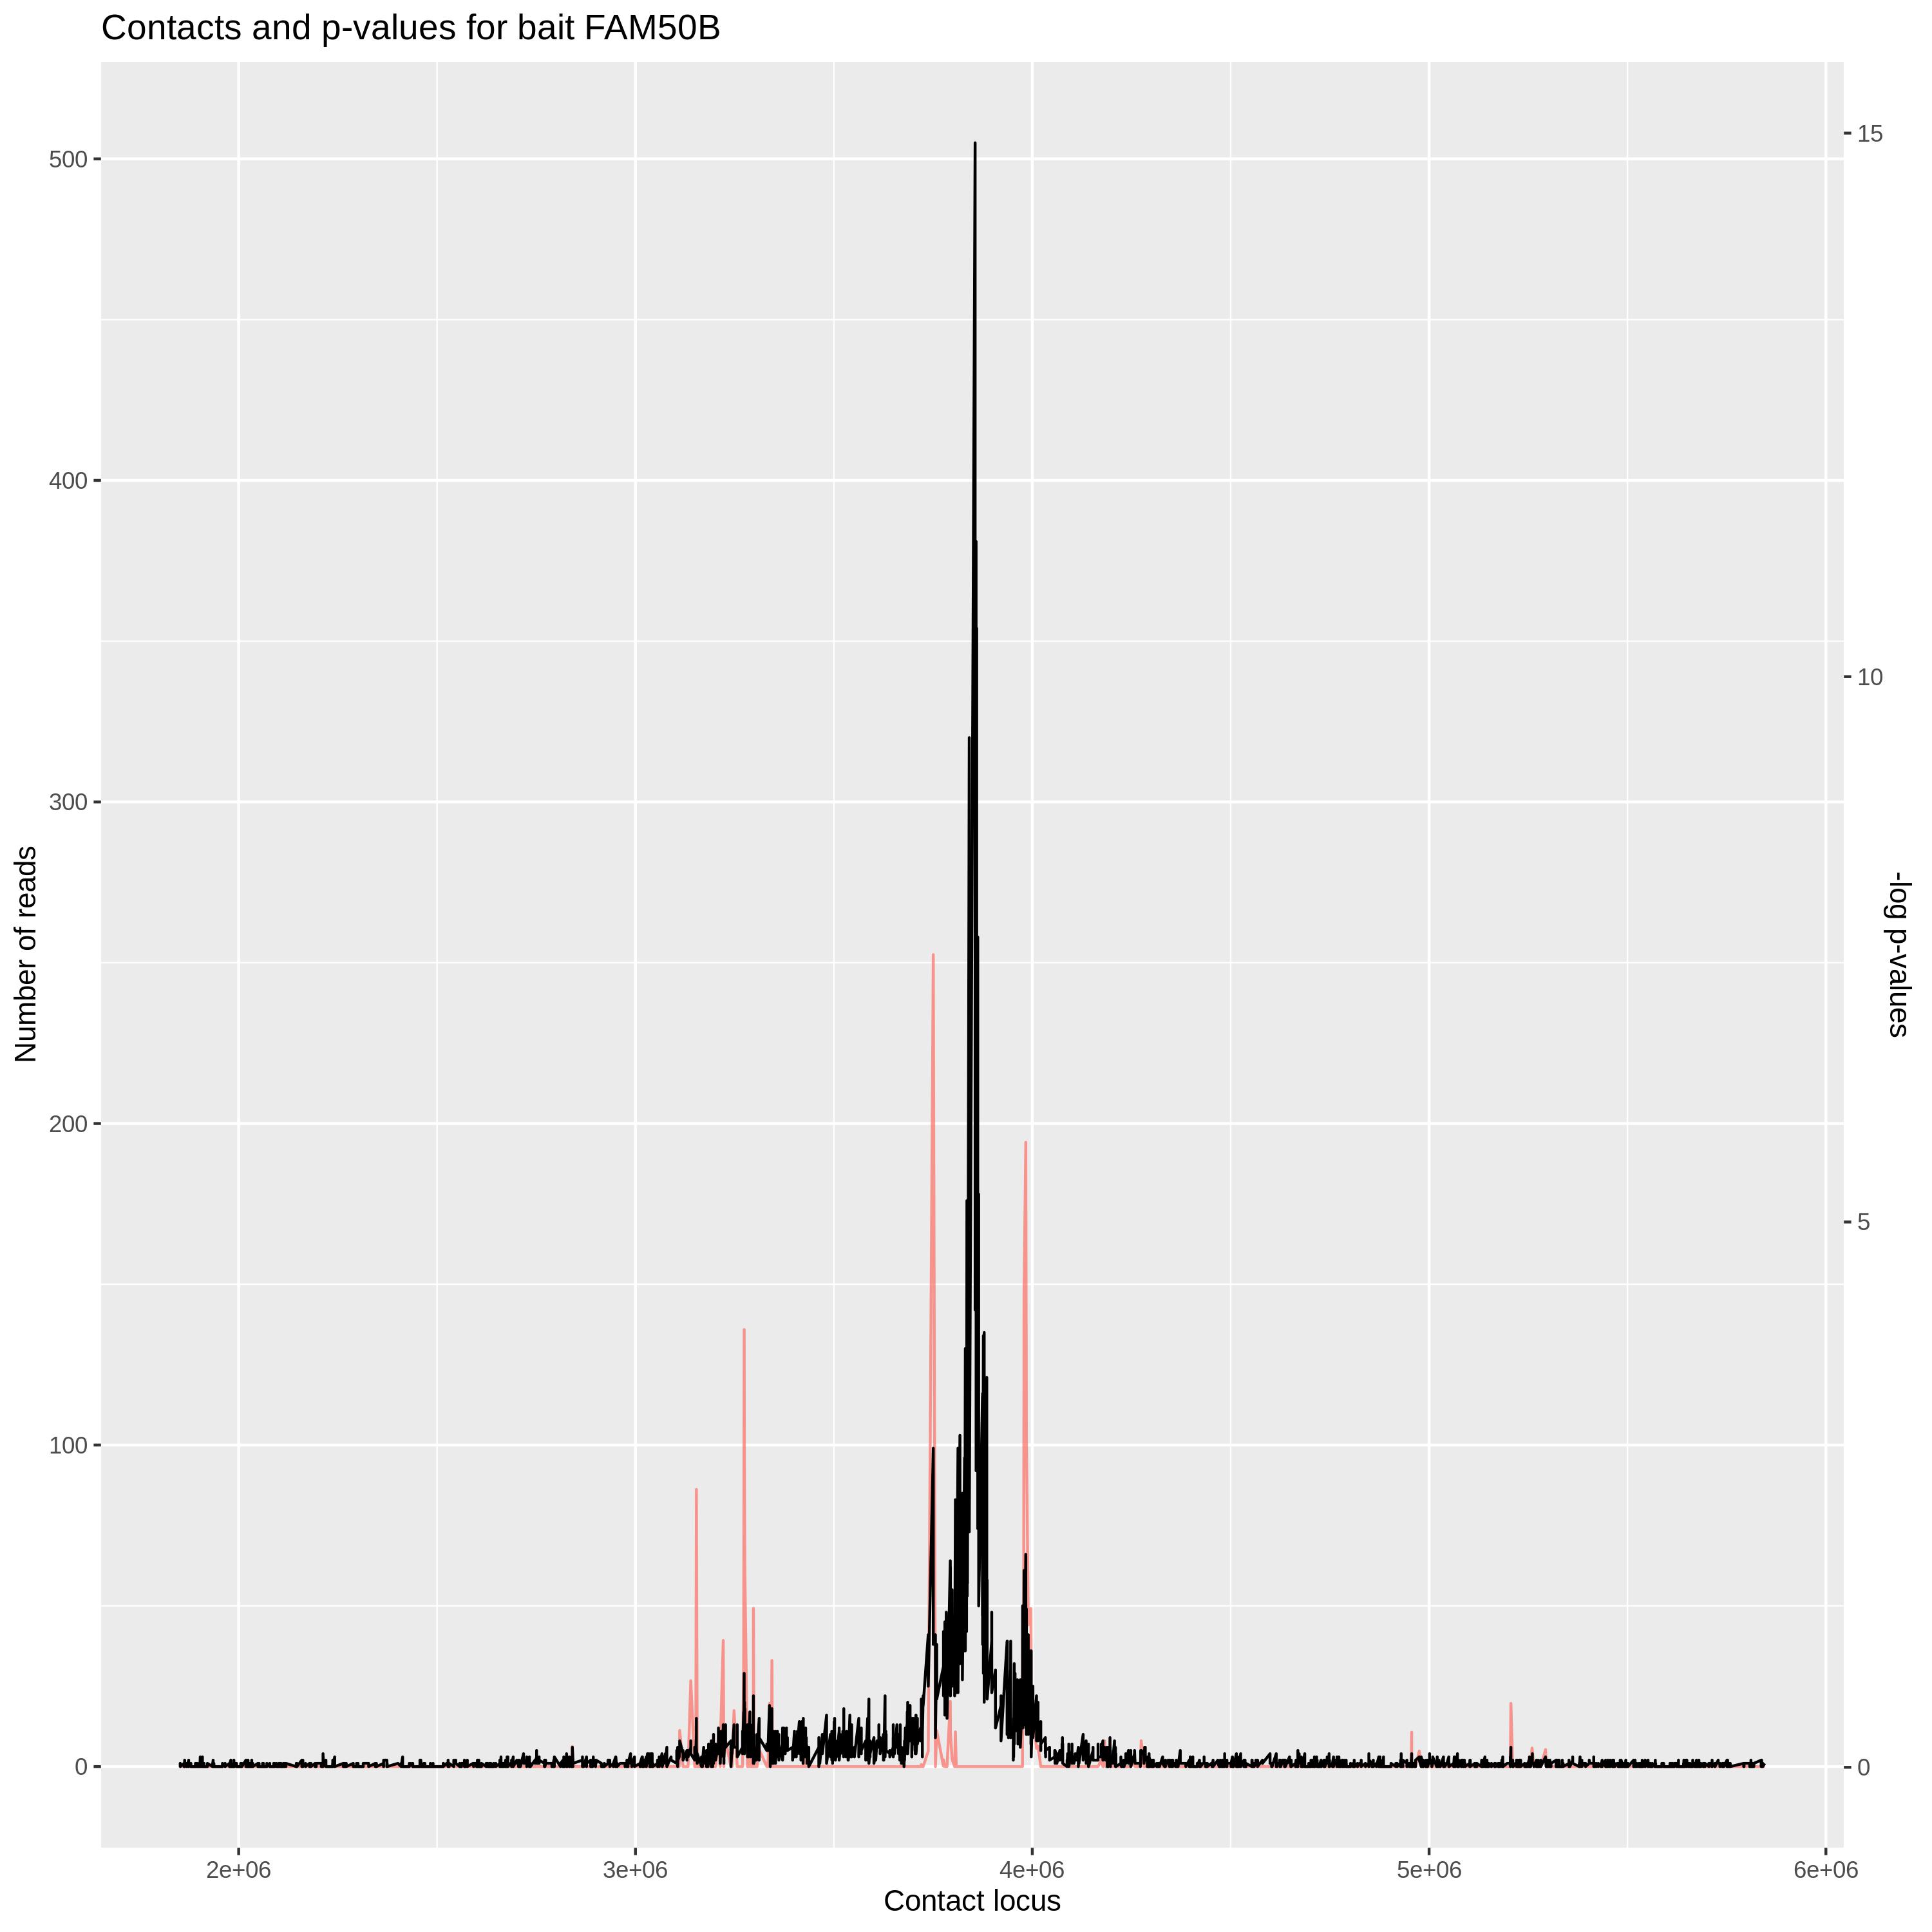 Contacts and p-values for bait FAM50B
500
400
300
200
100
0
Number of reads
15
10
5
0
-log p-values
2e+06 3e+06 4e+06 5e+06 6e+06
Contact locus